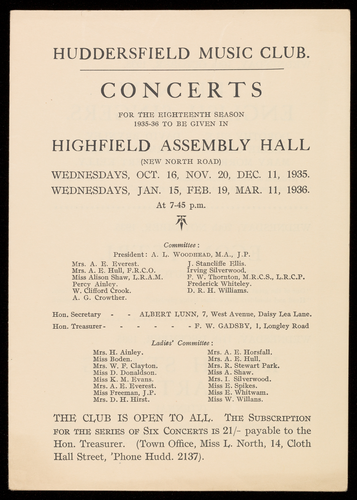 HUDDERSFIELD MUSIC CLUB.
CONCERTS
FOR THE EIGHTEENTH SEASON
1935-36 TO BE GIVEN IN
HIGHFIELD ASSEMBLY HALL
(NEW NORTH ROAD)
WEDNESDAYS, OCT. 16, NOV. 20, DEC. 11, 1935.
WEDNESDAYS, JAN. 15, FEB. 19, MAR. 11, 1936.
At 7-45 p.m.
Committee:
President: A. L. WOODHEAD, M.A., J.P.
Mrs. A. E. Everest.
Mrs. A. E. Hull, F.R.C.O.
Miss Alison Shaw, L.R.A.M.
Percy Ainley.
W. Clifford Crook.
A. G. Crowther.
J. Stancliffe Ellis.
Irving Silverwood,
F. W. Thornton, M.R.C.S., L.R.C.P.
Frederick Whiteley.
D. R. H. Williams.
Hon. Secretary - - ALBERT LUNN, 7, West Avenue, Daisy Lea Lane.
Hon. Treasurer - - - - F. W. GADSBY, 1, Longley Road
Ladies' Committee:
Mrs. H. Ainley.
Miss Boden.
Mrs. W. F. Clayton.
Miss D. Donaldson.
Miss K. M. Evans.
Mrs. A. E. Everest.
Miss Freeman, J.P.
Mrs. D. H. Hirst.
Mrs. A. E. Horsfall.
Mrs. A. E. Hull.
Mrs. R. Stewart Park.
Miss A. Shaw.
Mrs. I. Silverwood.
Miss E. Spikes.
Miss E. Whitwam.
Miss W. Willans.
THE CLUB IS OPEN TO ALL. THE SUBSCRIPTION
FOR THE SERIES OF SIX CONCERTS IS 21/- payable to the
Hon. Treasurer. (Town Office, Miss L. North, 14, Cloth
Hall Street, 'Phone Hudd. 2137).